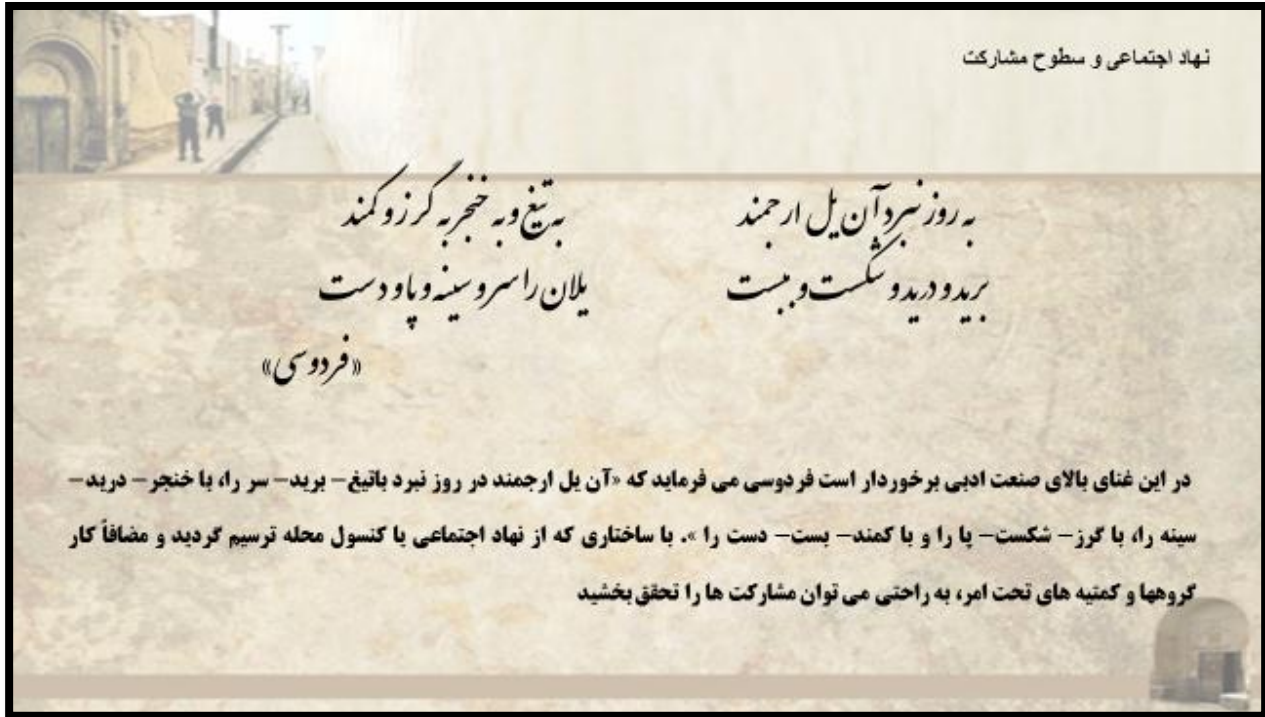 نهاد اجتماعی و سطوح مشارکت
به روز نبرد آن یل ارجمند به تیغ و به خنجر به گرز و کمند
برید و درید و شکست و ببست یلان را سر و سینه و پا و دست
«فردوسی»
در این غنای بالای صنعت ادبی برخوردار است فردوسی می فرماید که «آن یل ارجمند در روز نبرد باتیغ– برید– سر را، با خنجر– درید–
سینه را، با گرز– شکست– پا را و با کمند– بست– دست را ». با ساختاری که از نهاد اجتماعی یا کنسول محله ترسیم گردید و مضافاً کار
گروهها و کمتیه های تحت امر، به راحتی می توان مشارکت ها را تحقق بخشید